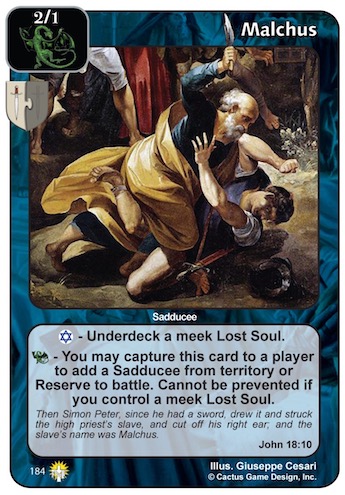 2/1
Malchus
Sadducee
- Underdeck a meek Lost Soul.
- You may capture this card to a player
to add a Sadducee from territory or
Reserve to battle. Cannot be prevented if
you control a meek Lost Soul.
Then Simon Peter, since he had a sword, drew it and struck
the high priest's slave, and cut off his right ear; and the
slave's name was Malchus.
John 18:10
184
Illus. Giuseppe Cesari
© Cactus Game Design, Inc.